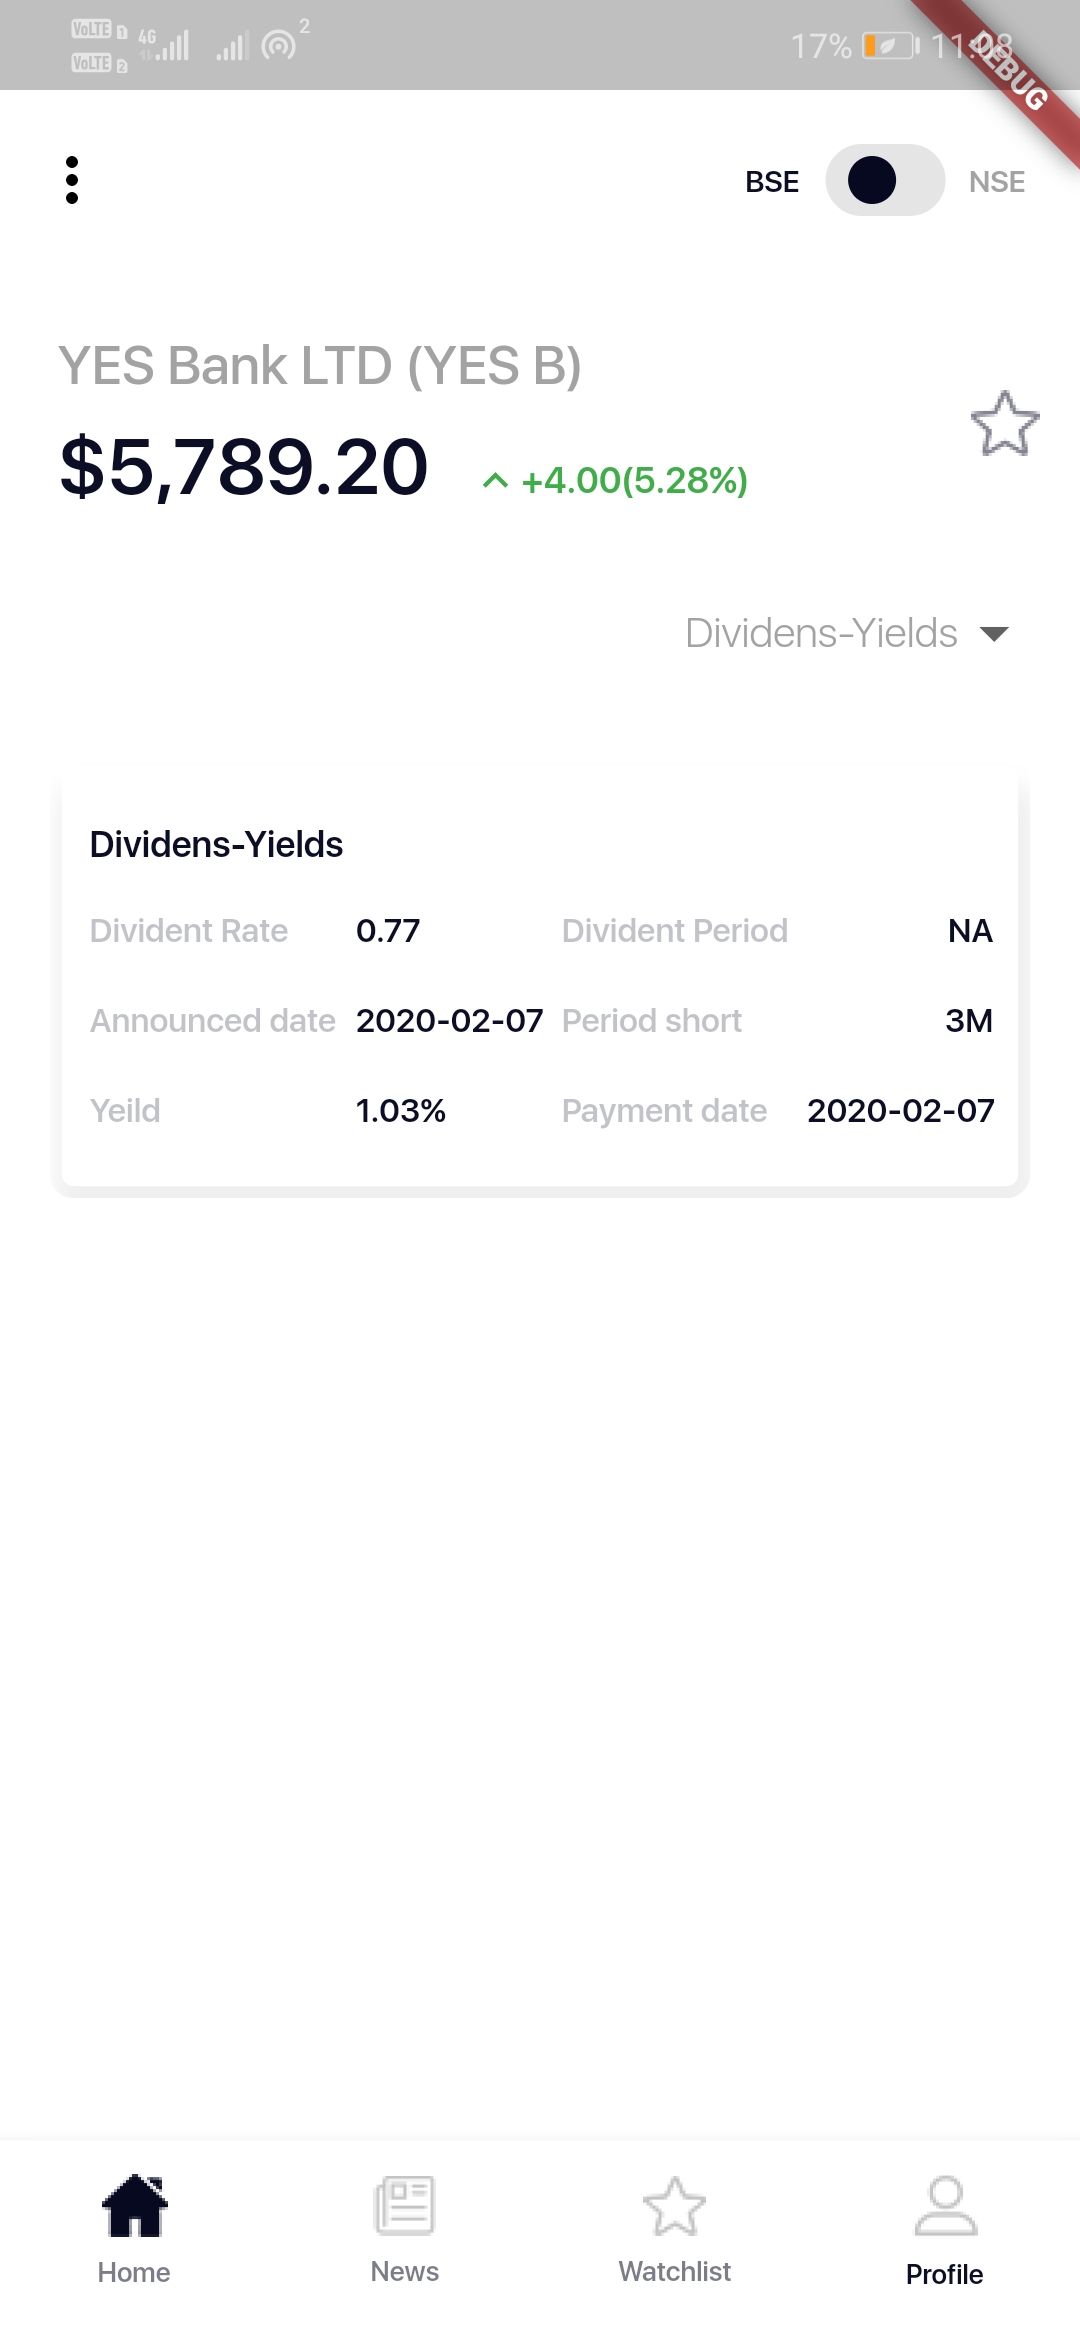 VoLTE 1
4G
2
VoLTE 2
17%
DEBUG
BSE
NSE
YES Bank LTD (YES B)
$5,789.20
+4.00(5.28%)
Dividens-Yields
Dividens-Yields
Divident Rate 0.77 Divident Period NA
Announced date 2020-02-07 Period short 3M
Yeild 1.03% Payment date 2020-02-07
Home News Watchlist Profile